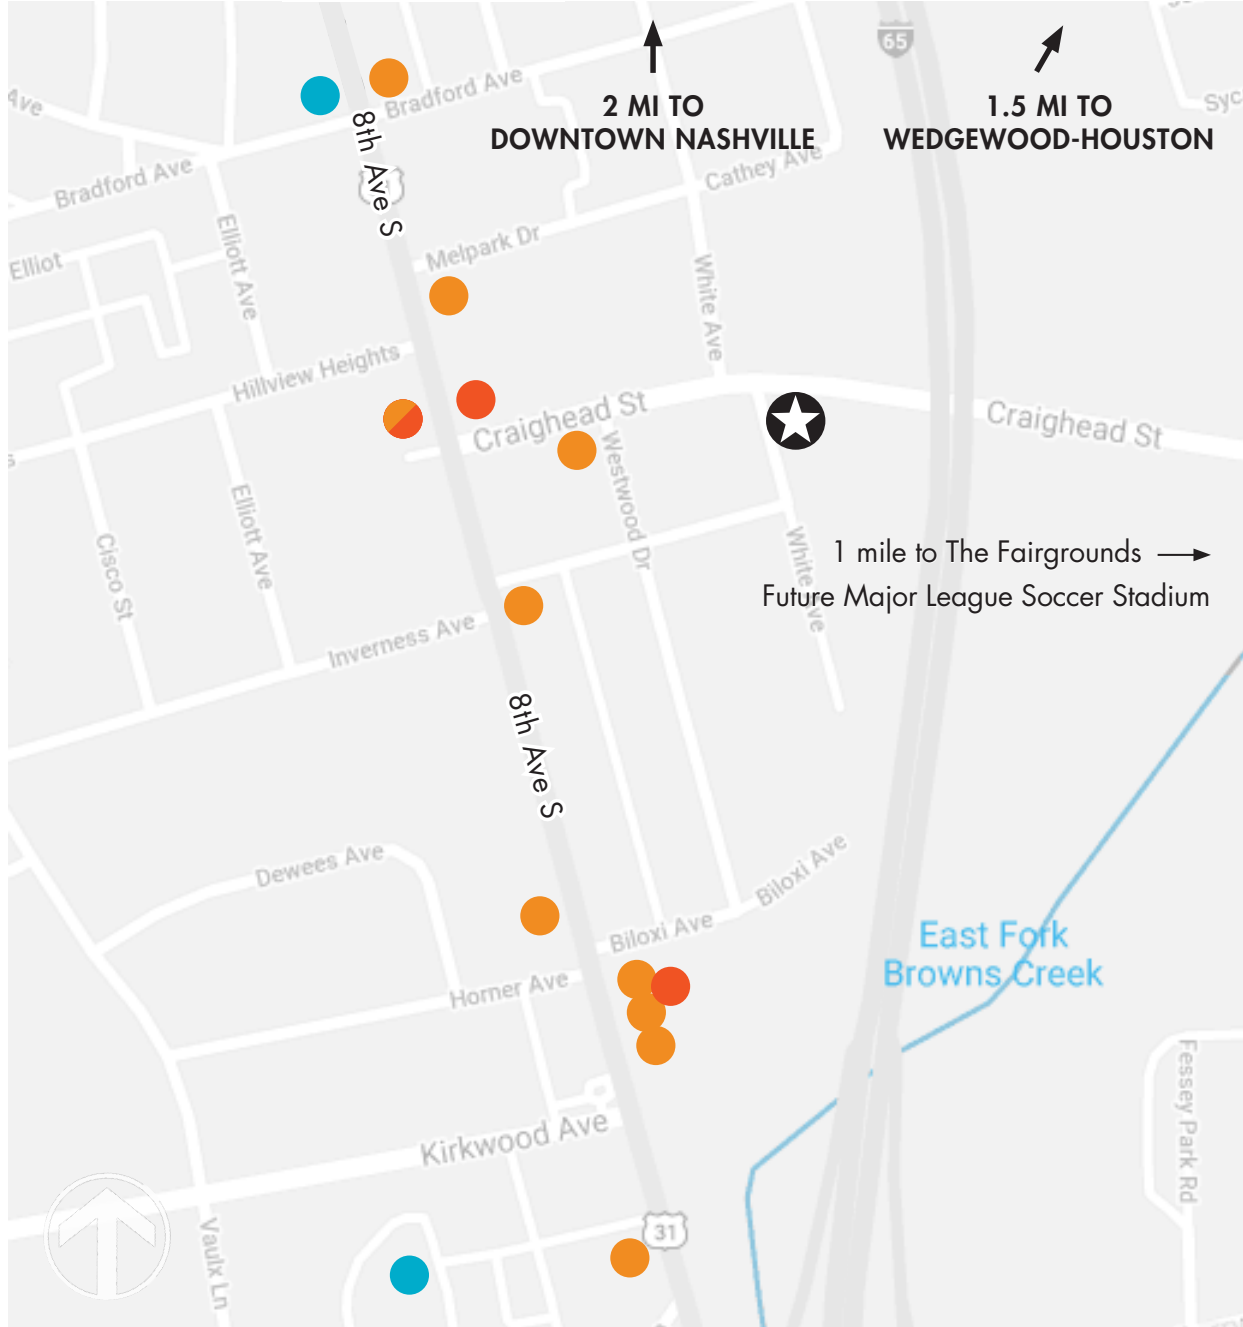 65
2 MI TO
DOWNTOWN NASHVILLE
1.5 MI TO
WEDGEWOOD-HOUSTON
Ave
Bradford Ave
8th Ave S
Bradford Ave
Cathey Ave
Elliott Ave
Elliot
Melpark Dr
White Ave
Hillview Heights
Craighead St
Craighead St
Westwood Dr
Elliott Ave
Cisco St
1 mile to The Fairgrounds
Future Major League Soccer Stadium
White Ave
Inverness Ave
8th Ave S
Dewees Ave
Biloxi Ave
Biloxi Ave
East Fork
Browns Creek
Horner Ave
Fessey Park Rd
Kirkwood Ave
31
Vaulx Ln